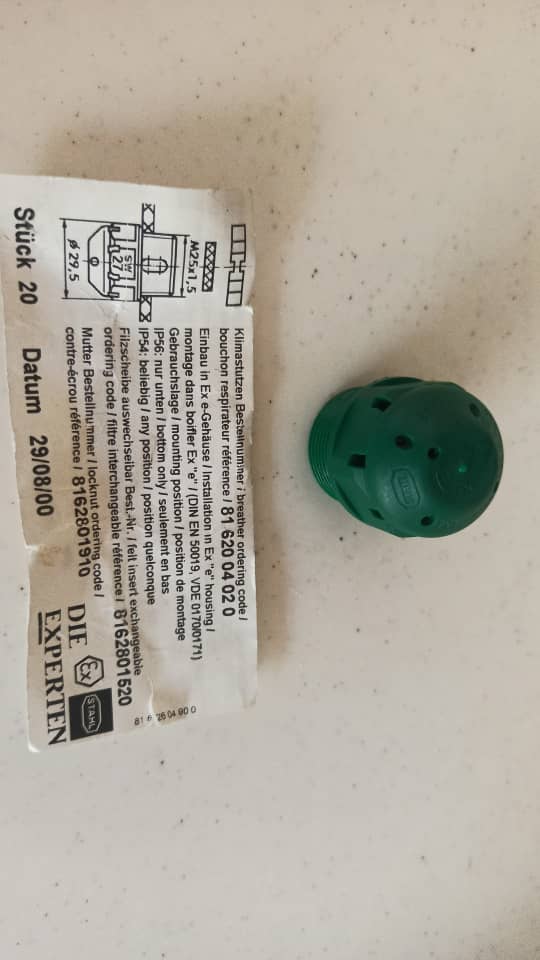 Klimastutzen Bestellnummer / breather ordering code /
bouchon respirateur référence / 81 620 04 02 0
Einbau in Ex e-Gehäuse / Installation in Ex "e" housing /
montage dans boîtier Ex "e" / (DIN EN 50019, VDE 0170/0171)
Gebrauchslage / mounting position / position de montage
IP56: nur unten / bottom only / seulement en bas
IP54: beliebig / any position / position quelconque
Filzscheibe auswechselbar Best.-Nr. / felt insert exchangeable
ordering code / filtre interchangeable référence / 8162801520
Mutter Bestellnummer / locknut ordering code /
contre-écrou référence / 8162801910
M25x1,5
SW
27
ø 29,5
Stück 20 Datum 29/08/00
DIE Ex STAHL
EXPERTEN